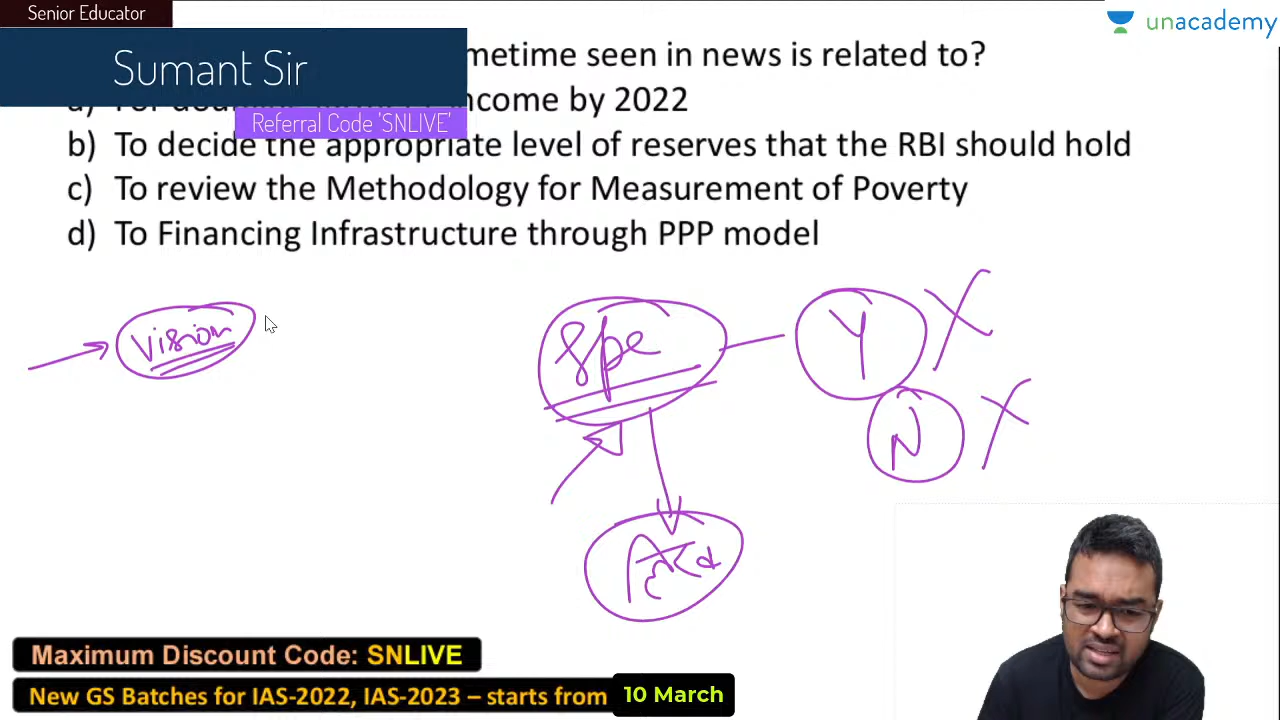 Senior Educator
unacademy
Sumant Sir
metime seen in news is related to?
income by 2022
Referral Code 'SNLIVE'
b) To decide the appropriate level of reserves that the RBI should hold
c) To review the Methodology for Measurement of Poverty
d) To Financing Infrastructure through PPP model
Vision
Spe
Y
X
N
X
Maximum Discount Code: SNLIVE
New GS Batches for IAS-2022, IAS-2023 – starts from 10 March